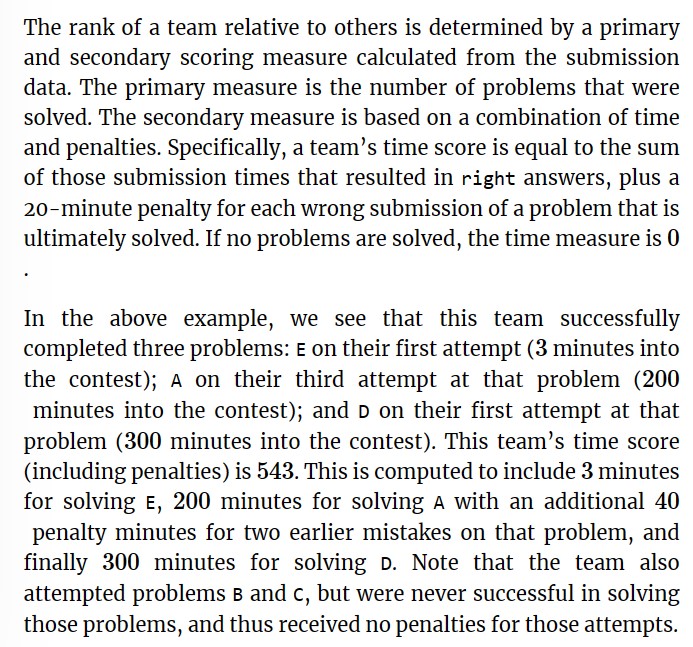 The rank of a team relative to others is determined by a primary
and secondary scoring measure calculated from the submission
data. The primary measure is the number of problems that were
solved. The secondary measure is based on a combination of time
and penalties. Specifically, a team’s time score is equal to the sum
of those submission times that resulted in right answers, plus a
20-minute penalty for each wrong submission of a problem that is
ultimately solved. If no problems are solved, the time measure is 0
.
In the above example, we see that this team successfully
completed three problems: E on their first attempt (3 minutes into
the contest); A on their third attempt at that problem (200
minutes into the contest); and D on their first attempt at that
problem (300 minutes into the contest). This team’s time score
(including penalties) is 543. This is computed to include 3 minutes
for solving E, 200 minutes for solving A with an additional 40
penalty minutes for two earlier mistakes on that problem, and
finally 300 minutes for solving D. Note that the team also
attempted problems B and C, but were never successful in solving
those problems, and thus received no penalties for those attempts.